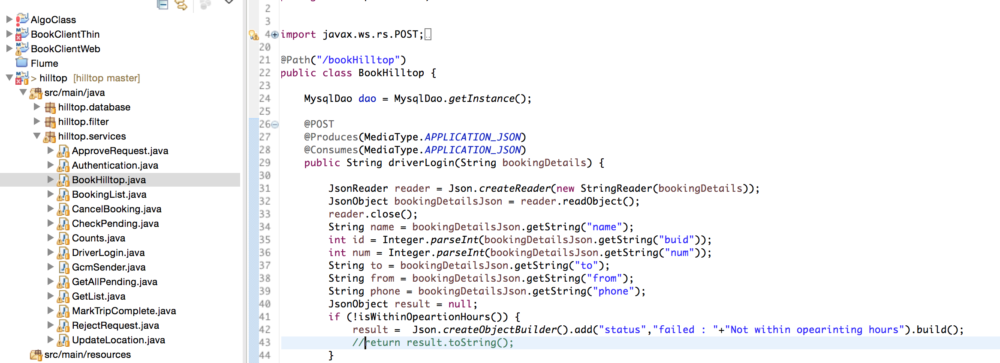 AlgoClass
BookClientThin
BookClientWeb
Flume
> hilltop [hilltop master]
src/main/java
hilltop.database
hilltop.filter
hilltop.services
ApproveRequest.java
Authentication.java
BookHilltop.java
BookingList.java
CancelBooking.java
CheckPending.java
Counts.java
DriverLogin.java
GcmSender.java
GetAllPending.java
GetList.java
MarkTripComplete.java
RejectRequest.java
UpdateLocation.java
src/main/resources
2
3
4 import javax.ws.rs.POST;
20
21 @Path("/bookHilltop")
22 public class BookHilltop {
23
24 MysqlDao dao = MysqlDao.getInstance();
25
26 @POST
27 @Produces(MediaType.APPLICATION_JSON)
28 @Consumes(MediaType.APPLICATION_JSON)
29 public String driverLogin(String bookingDetails) {
30
31 JsonReader reader = Json.createReader(new StringReader(bookingDetails));
32 JsonObject bookingDetailsJson = reader.readObject();
33 reader.close();
34 String name = bookingDetailsJson.getString("name");
35 int id = Integer.parseInt(bookingDetailsJson.getString("buid"));
36 int num = Integer.parseInt(bookingDetailsJson.getString("num"));
37 String to = bookingDetailsJson.getString("to");
38 String from = bookingDetailsJson.getString("from");
39 String phone = bookingDetailsJson.getString("phone");
40 JsonObject result = null;
41 if (!isWithinOpeartionHours()) {
42 result =  Json.createObjectBuilder().add("status","failed : "+"Not within opearinting hours").build();
43 //return result.toString();
44 }